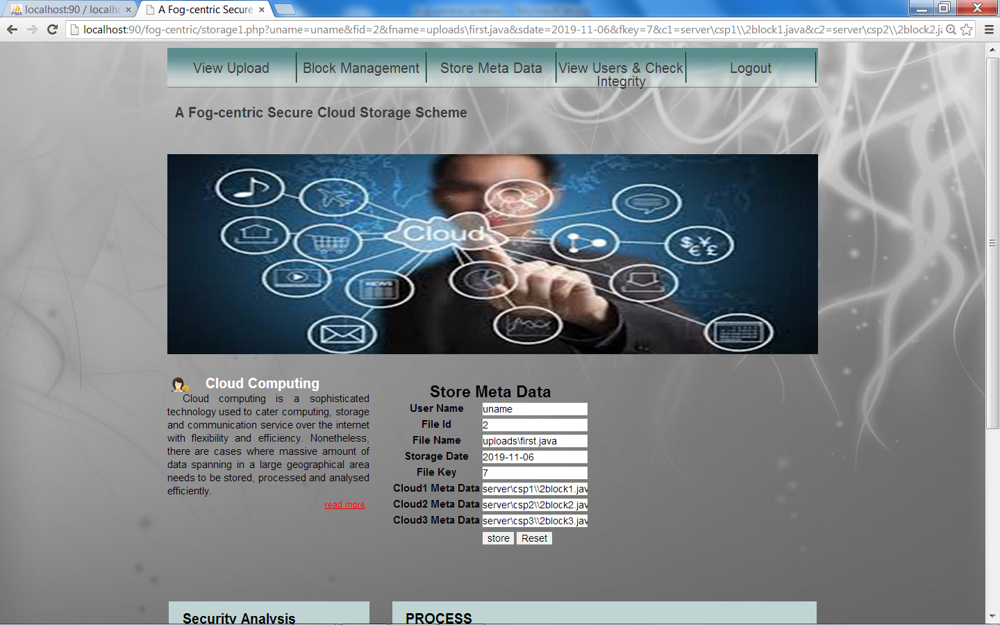 localhost:90 / localho
A Fog-centric Secure
localhost:90/fog-centric/storage1.php?uname=uname&fid=2&fname=uploads\first.java&sdate=2019-11-06&fkey=7&c1=server\csp1\\2block1.java&c2=server\csp2\\2block2.ja
View Upload
Block Management
Store Meta Data
View Users & Check
Integrity
Logout
A Fog-centric Secure Cloud Storage Scheme
Cloud
NEWS
Cloud Computing
Cloud computing is a sophisticated
technology used to cater computing, storage
and communication service over the internet
with flexibility and efficiency. Nonetheless,
there are cases where massive amount of
data spanning in a large geographical area
needs to be stored, processed and analysed
efficiently.
read more
Store Meta Data
User Name uname
File Id 2
File Name uploads\first.java
Storage Date 2019-11-06
File Key 7
Cloud1 Meta Data server\csp1\\2block1.jav
Cloud2 Meta Data server\csp2\\2block2.jav
Cloud3 Meta Data server\csp3\\2block3.jav
store Reset
Security Analysis
PROCESS